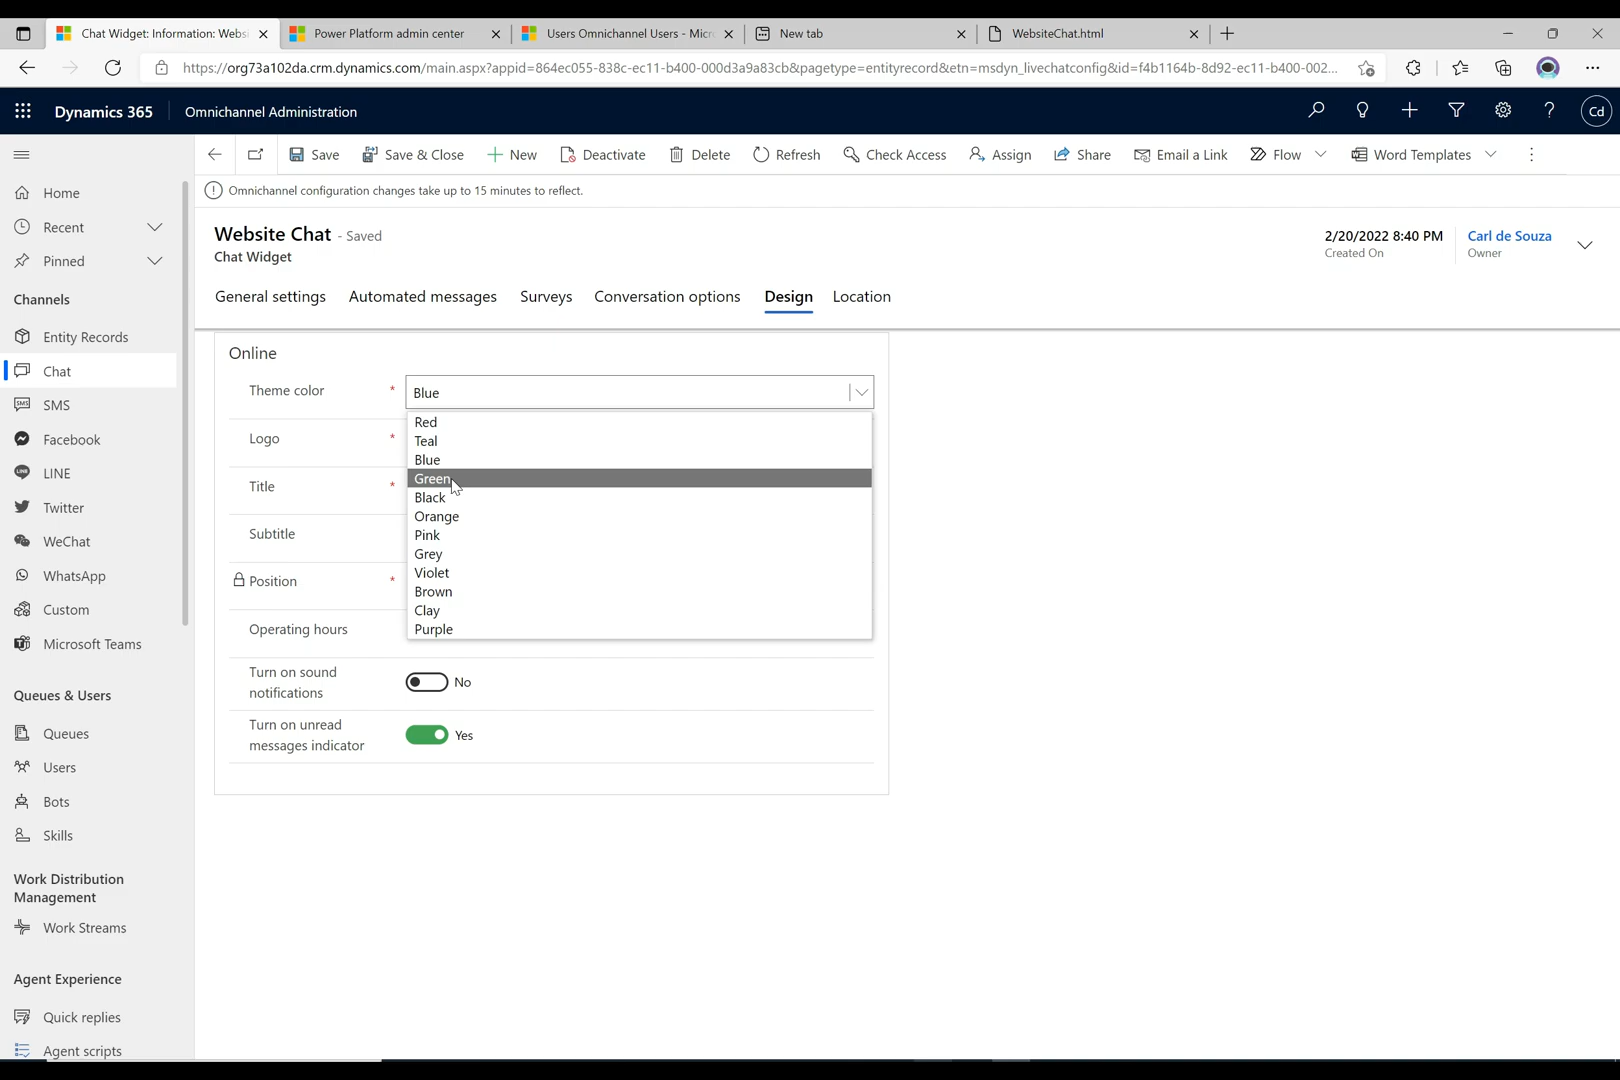 Chat Widget: Information: Websi
Power Platform admin center
Users Omnichannel Users - Micr
New tab
WebsiteChat.html
https://org73a102da.crm.dynamics.com/main.aspx?appid=864ec055-838c-ec11-b400-000d3a9a83cb&pagetype=entityrecord&etn=msdyn_livechatconfig&id=f4b1164b-8d92-ec11-b400-002...
Dynamics 365
Omnichannel Administration
Cd
Save
Save & Close
New
Deactivate
Delete
Refresh
Check Access
Assign
Share
Email a Link
Flow
Word Templates
Omnichannel configuration changes take up to 15 minutes to reflect.
Home
Recent
Pinned
Channels
Entity Records
Chat
SMS
Facebook
LINE
Twitter
WeChat
WhatsApp
Custom
Microsoft Teams
Queues & Users
Queues
Users
Bots
Skills
Work Distribution
Management
Work Streams
Agent Experience
Quick replies
Agent scripts
Website Chat - Saved
Chat Widget
2/20/2022 8:40 PM
Created On
Carl de Souza
Owner
General settings
Automated messages
Surveys
Conversation options
Design
Location
Online
Theme color *
Blue
Red
Teal
Blue
Green
Black
Orange
Pink
Grey
Violet
Brown
Clay
Purple
Logo *
Title *
Subtitle
Position *
Operating hours
Turn on sound
notifications
No
Turn on unread
messages indicator
Yes